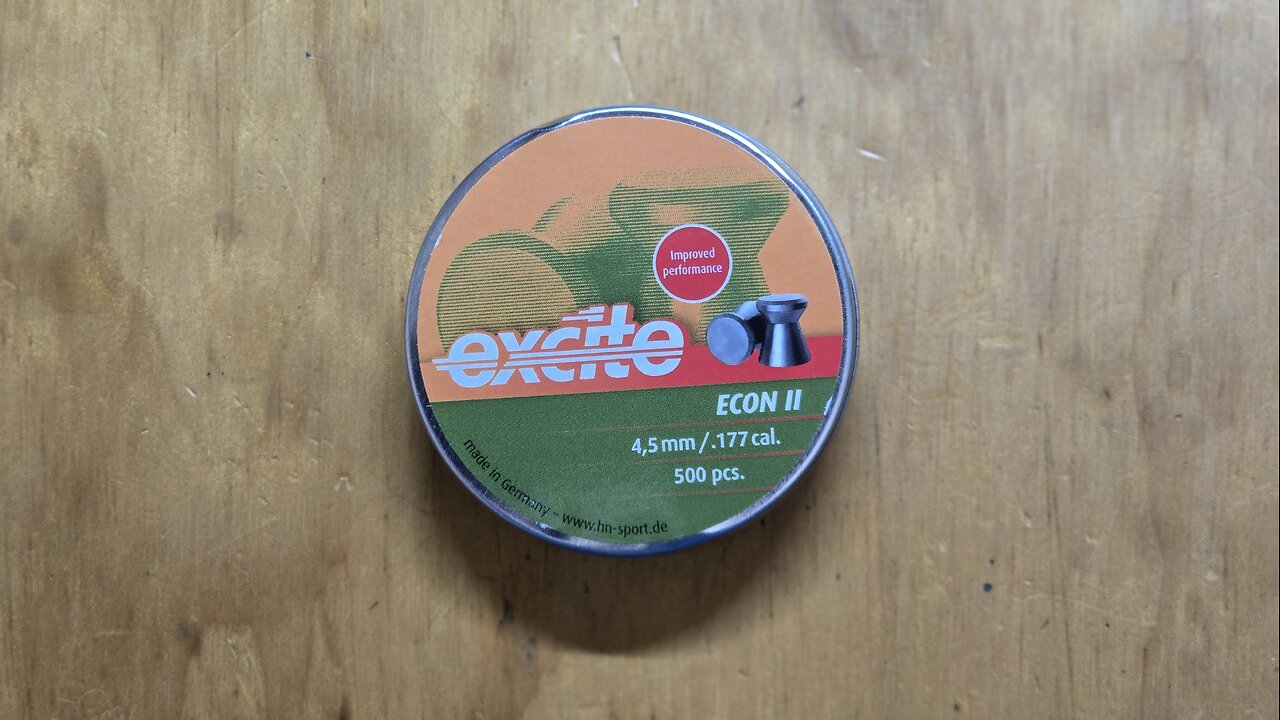 Improved
performance
excite
ECON II
4,5 mm / .177 cal.
500 pcs.
made in Germany – www.hn-sport.de